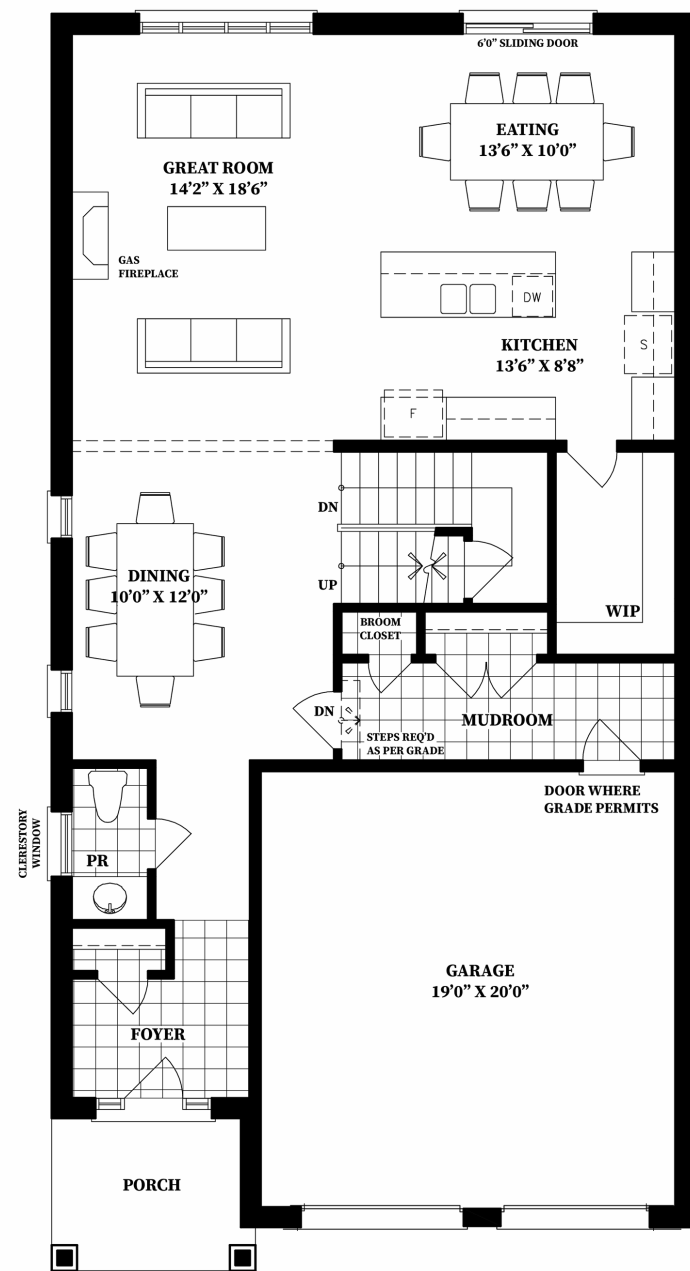 6'0” SLIDING DOOR
EATING
13’6” X 10’0”
GREAT ROOM
14’2” X 18’6”
GAS
FIREPLACE
DW
KITCHEN
13’6” X 8’8”
S
F
DN
UP
DINING
10’0” X 12’0”
BROOM
CLOSET
WIP
DN
MUDROOM
STEPS REQ'D
AS PER GRADE
DOOR WHERE
GRADE PERMITS
CLERESTORY
WINDOW
PR
GARAGE
19’0” X 20’0”
FOYER
PORCH